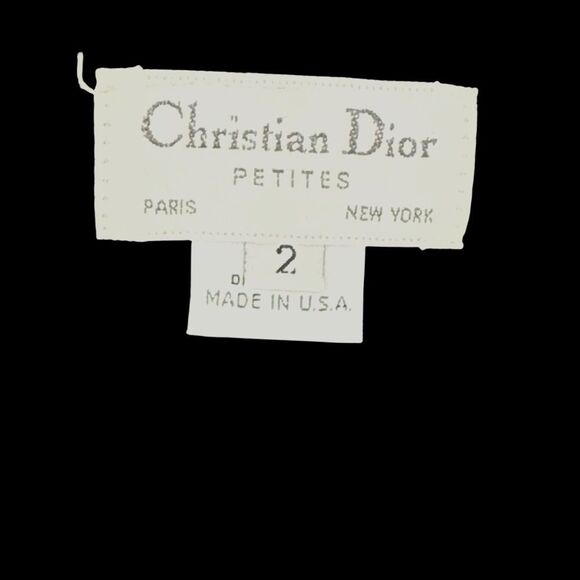 Christian Dior
PETITES
PARIS NEW YORK
2
MADE IN U.S.A.